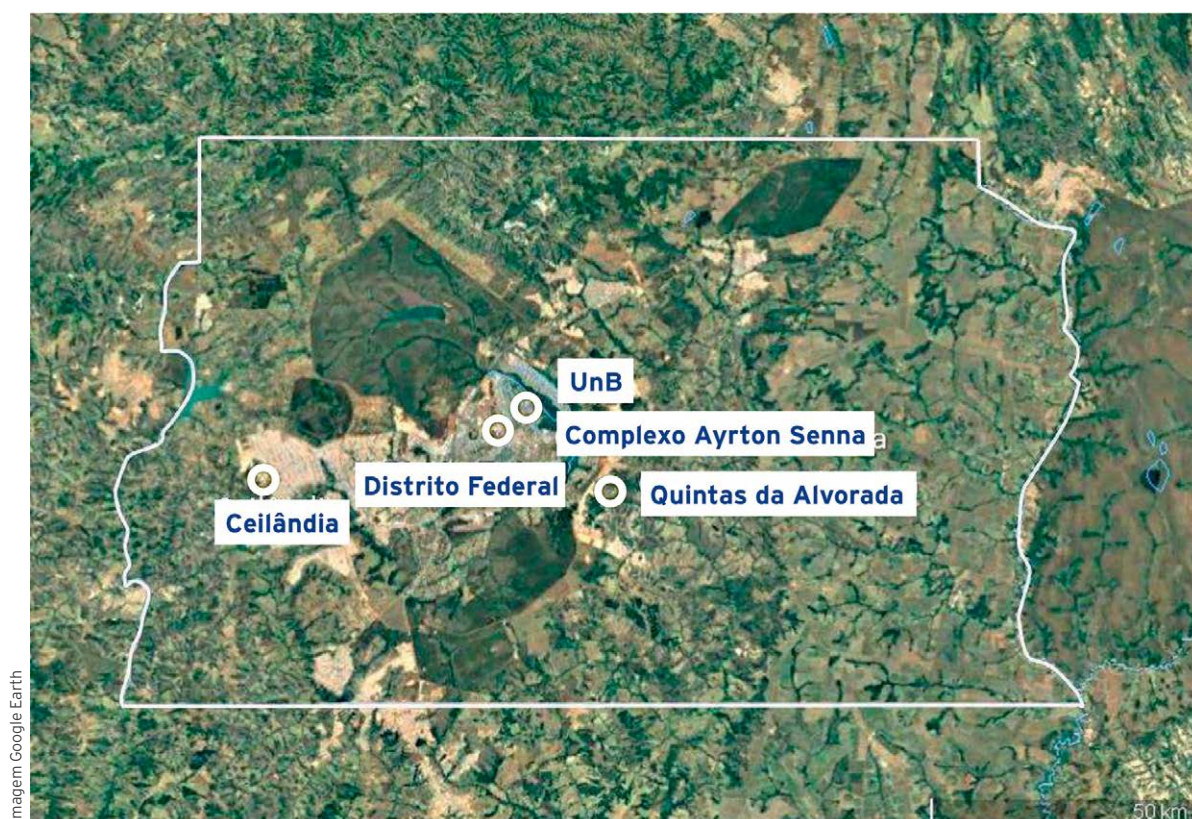 UnB
Complexo Ayrton Senna
a
Distrito Federal
Quintas da Alvorada
Ceilândia
magem Google Earth
50 km